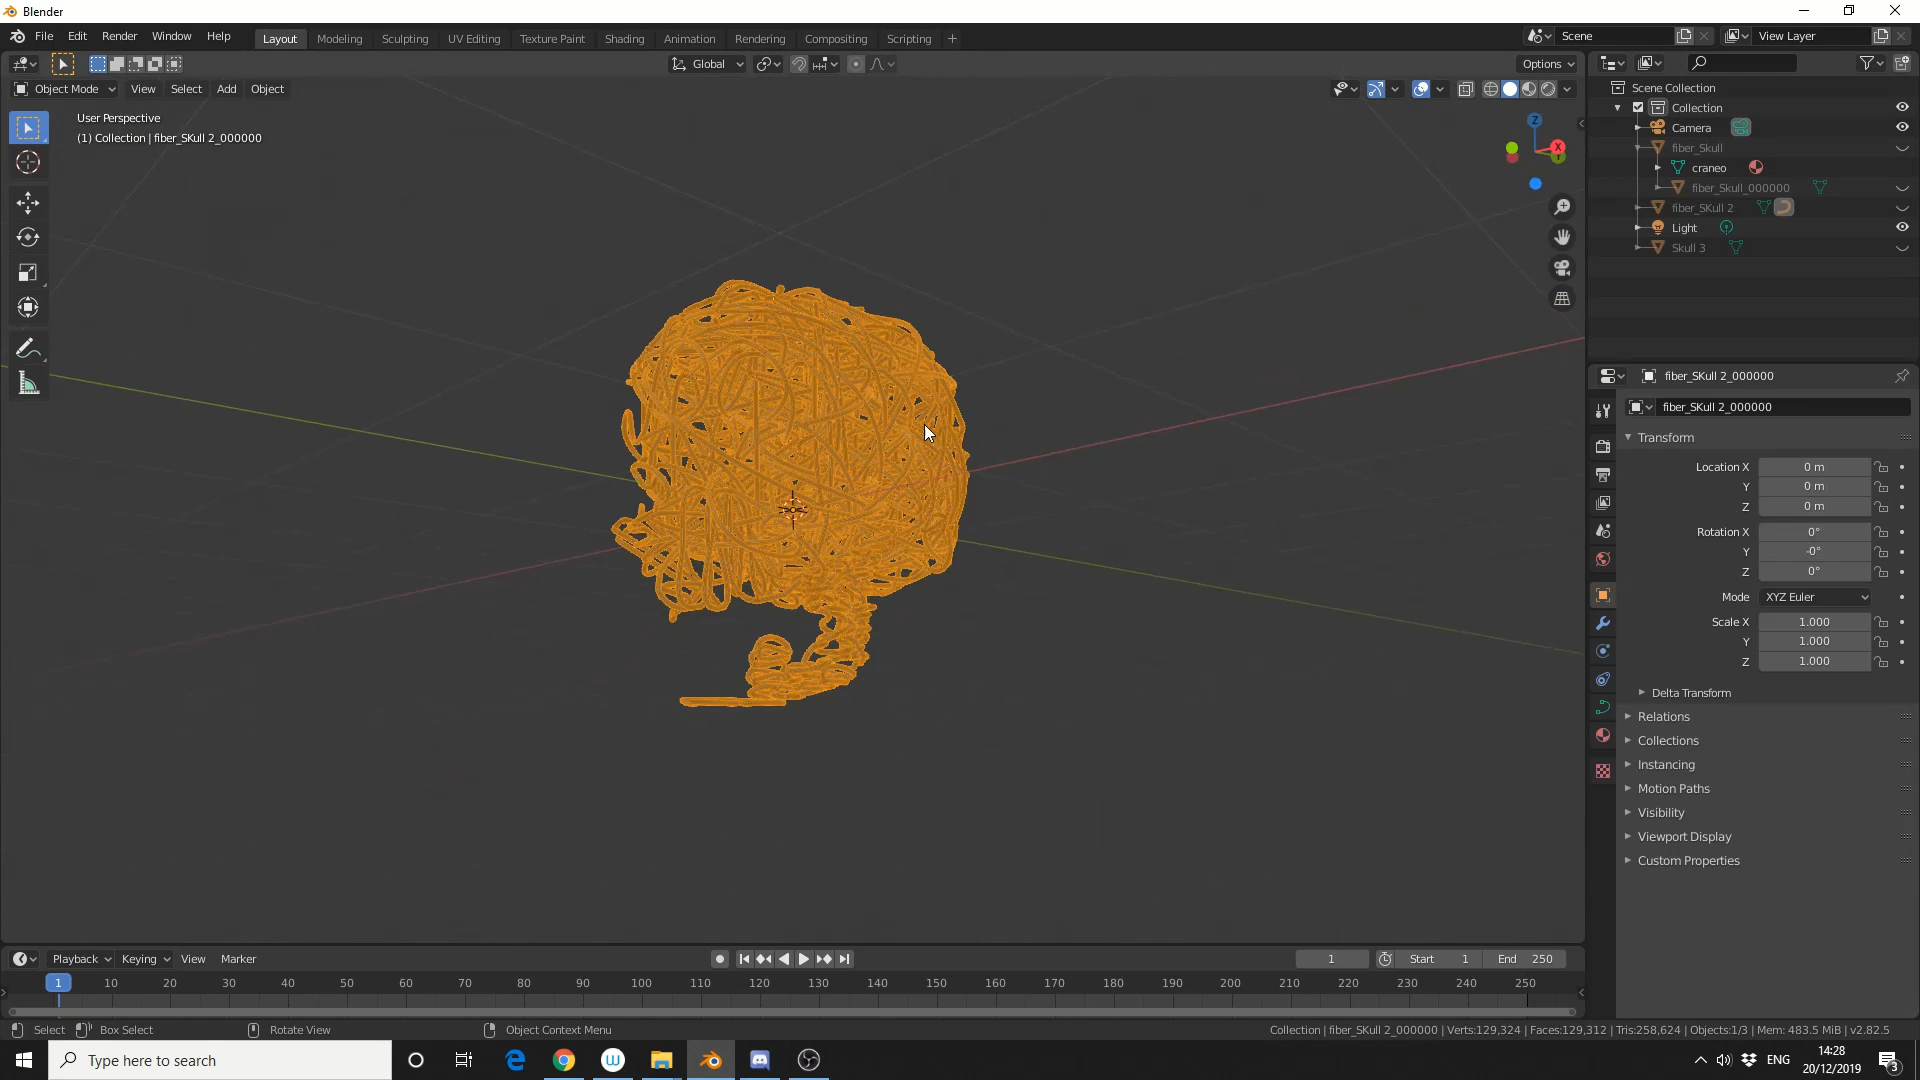 Blender
File Edit Render Window Help
Layout Modeling Sculpting UV Editing Texture Paint Shading Animation Rendering Compositing Scripting +
Scene View Layer
Global
Options
Object Mode View Select Add Object
User Perspective
(1) Collection | fiber_SKull 2_000000
Z
X
Y
Scene Collection
Collection
Camera
fiber_Skull
craneo
fiber_Skull_000000
fiber_SKull 2
Light
Skull 3
fiber_SKull 2_000000
fiber_SKull 2_000000
Transform
Location X 0 m
Y 0 m
Z 0 m
Rotation X 0°
Y -0°
Z 0°
Mode XYZ Euler
Scale X 1.000
Y 1.000
Z 1.000
Delta Transform
Relations
Collections
Instancing
Motion Paths
Visibility
Viewport Display
Custom Properties
Playback Keying View Marker
1 Start 1 End 250
1 10 20 30 40 50 60 70 80 90 100 110 120 130 140 150 160 170 180 190 200 210 220 230 240 250
Select Box Select Rotate View Object Context Menu
Collection | fiber_SKull 2_000000 | Verts:129,324 | Faces:129,312 | Tris:258,624 | Objects:1/3 | Mem: 483.5 MiB | v2.82.5
Type here to search
ENG
14:28
20/12/2019
3